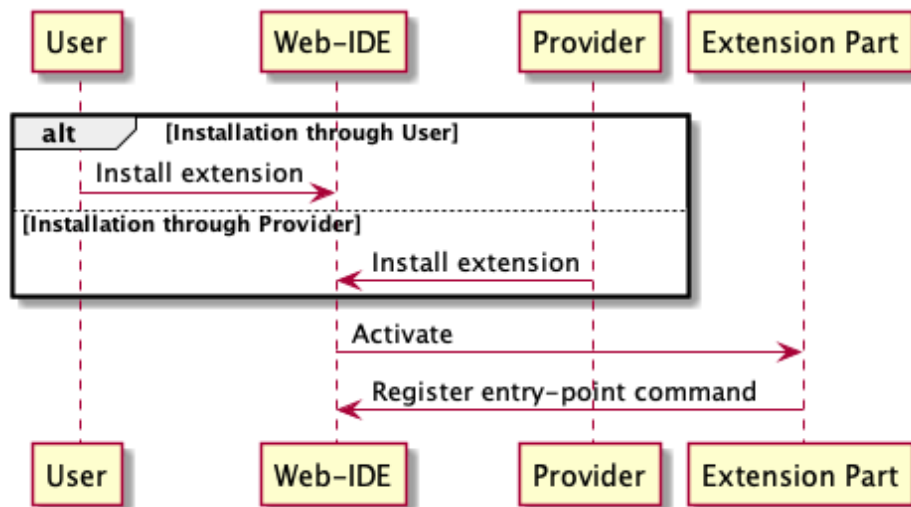 User Web-IDE Provider Extension Part
alt [Installation through User]
Install extension
[Installation through Provider]
Install extension
Activate
Register entry-point command
User Web-IDE Provider Extension Part